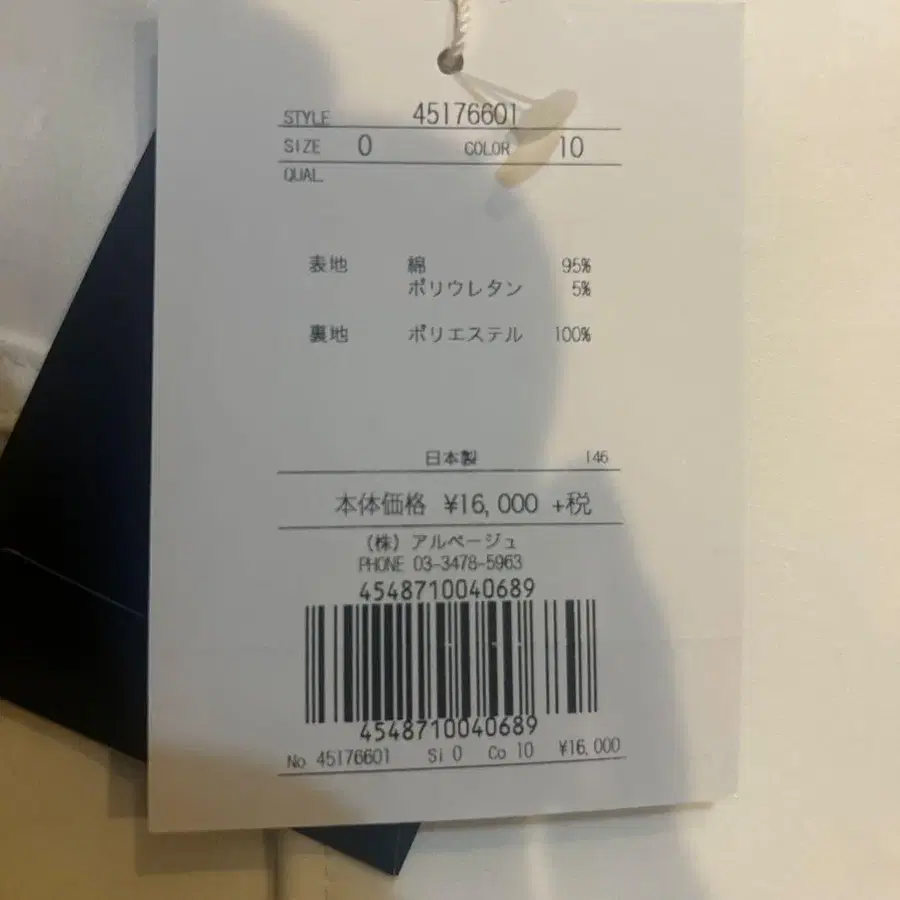 STYLE 45176601
SIZE 0 COLOR 10
QUAL.
表地 綿 95%
ポリウレタン 5%
裏地 ポリエステル 100%
日本製 146
本体価格 ¥16,000 +税
(株) アルページュ
PHONE 03-3478-5963
4548710040689
4548710040689
No 45176601 Si 0 Co 10 ¥16,000